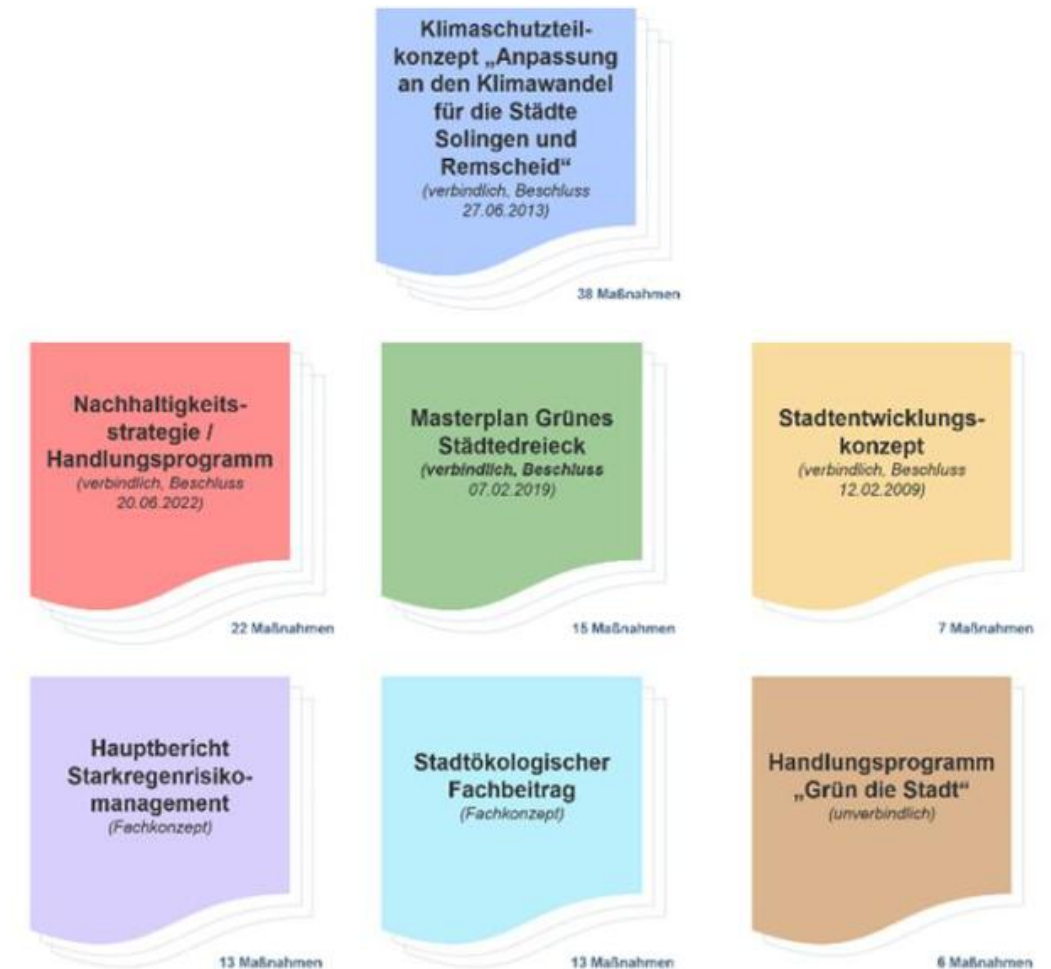 Klimaschutzteil-
konzept „Anpassung
an den Klimawandel
für die Städte
Solingen und
Remscheid“
(verbindlich, Beschluss
27.06.2013)
38 Maßnahmen
Nachhaltigkeits-
strategie /
Handlungsprogramm
(verbindlich, Beschluss
20.06.2022)
22 Maßnahmen
Masterplan Grünes
Städtedreieck
(verbindlich, Beschluss
07.02.2019)
15 Maßnahmen
Stadtentwicklungs-
konzept
(verbindlich, Beschluss
12.02.2009)
7 Maßnahmen
Hauptbericht
Starkregenrisiko-
management
(Fachkonzept)
13 Maßnahmen
Stadtökologischer
Fachbeitrag
(Fachkonzept)
13 Maßnahmen
Handlungsprogramm
„Grün die Stadt“
(unverbindlich)
6 Maßnahmen